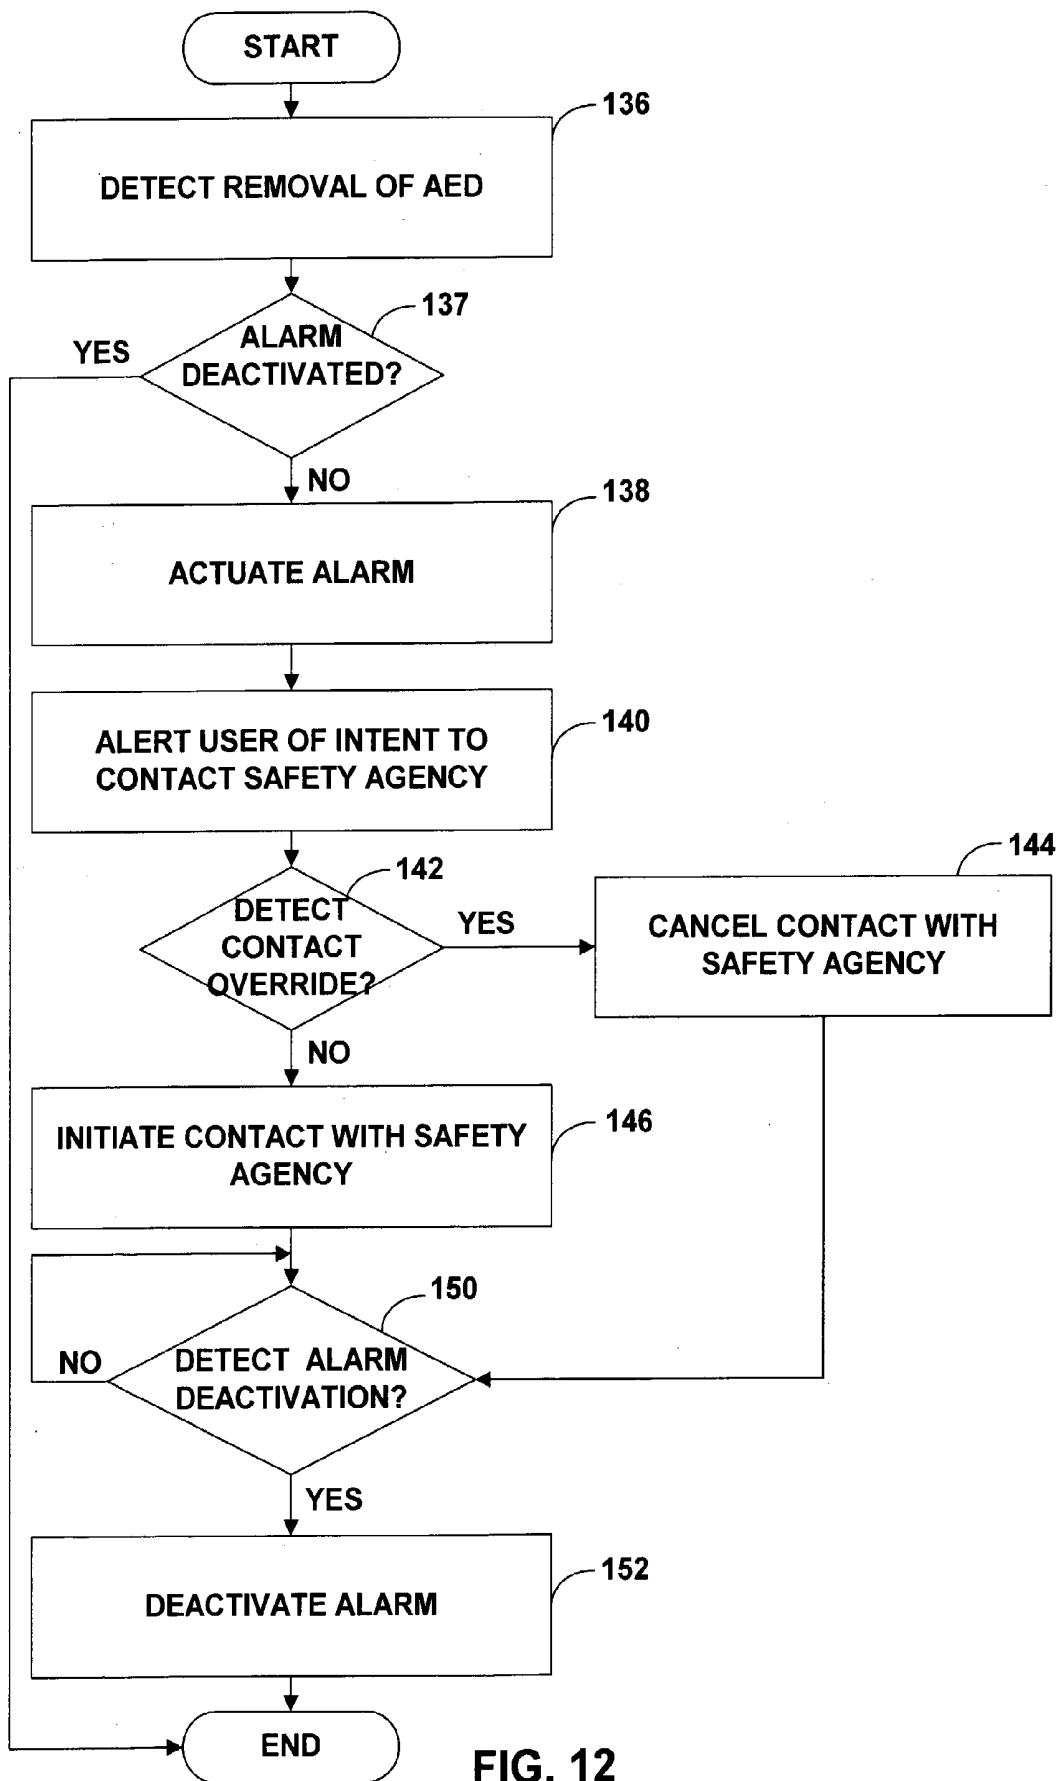 START
136
DETECT REMOVAL OF AED
137
YES
ALARM
DEACTIVATED?
NO
138
ACTUATE ALARM
140
ALERT USER OF INTENT TO
CONTACT SAFETY AGENCY
142
144
DETECT
CONTACT
OVERRIDE?
YES
CANCEL CONTACT WITH
SAFETY AGENCY
NO
146
INITIATE CONTACT WITH SAFETY
AGENCY
150
NO
DETECT ALARM
DEACTIVATION?
YES
152
DEACTIVATE ALARM
END
FIG. 12